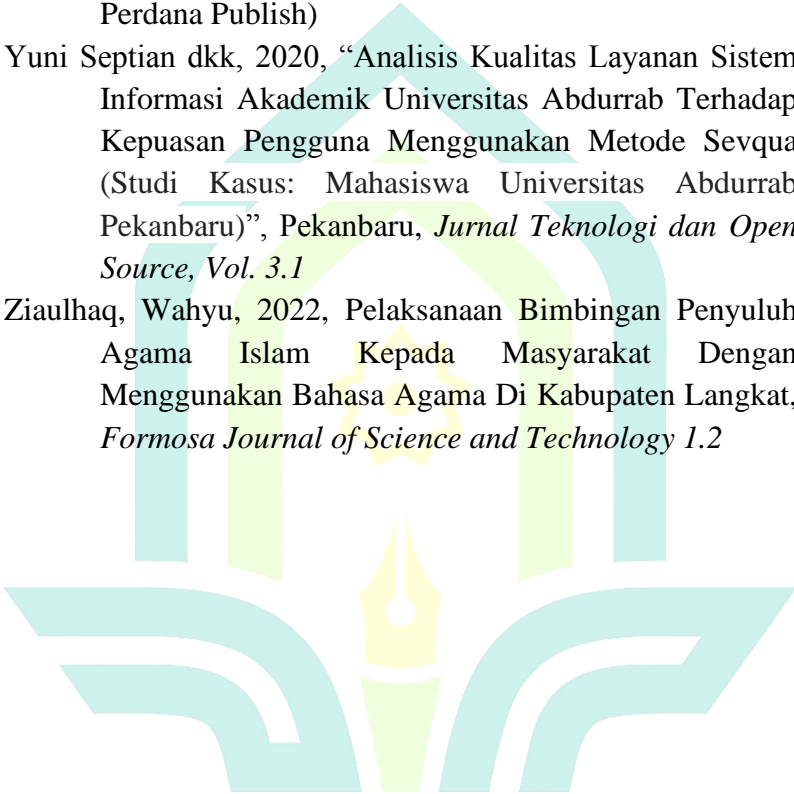 Perdana Publish)
Yuni Septian dkk, 2020, “Analisis Kualitas Layanan Sistem
Informasi Akademik Universitas Abdurrab Terhadap
Kepuasan Pengguna Menggunakan Metode Sevqua
(Studi Kasus: Mahasiswa Universitas Abdurrab
Pekanbaru)”, Pekanbaru, Jurnal Teknologi dan Open
Source, Vol. 3.1
Ziaulhaq, Wahyu, 2022, Pelaksanaan Bimbingan Penyuluh
Agama Islam Kepada Masyarakat Dengan
Menggunakan Bahasa Agama Di Kabupaten Langkat,
Formosa Journal of Science and Technology 1.2